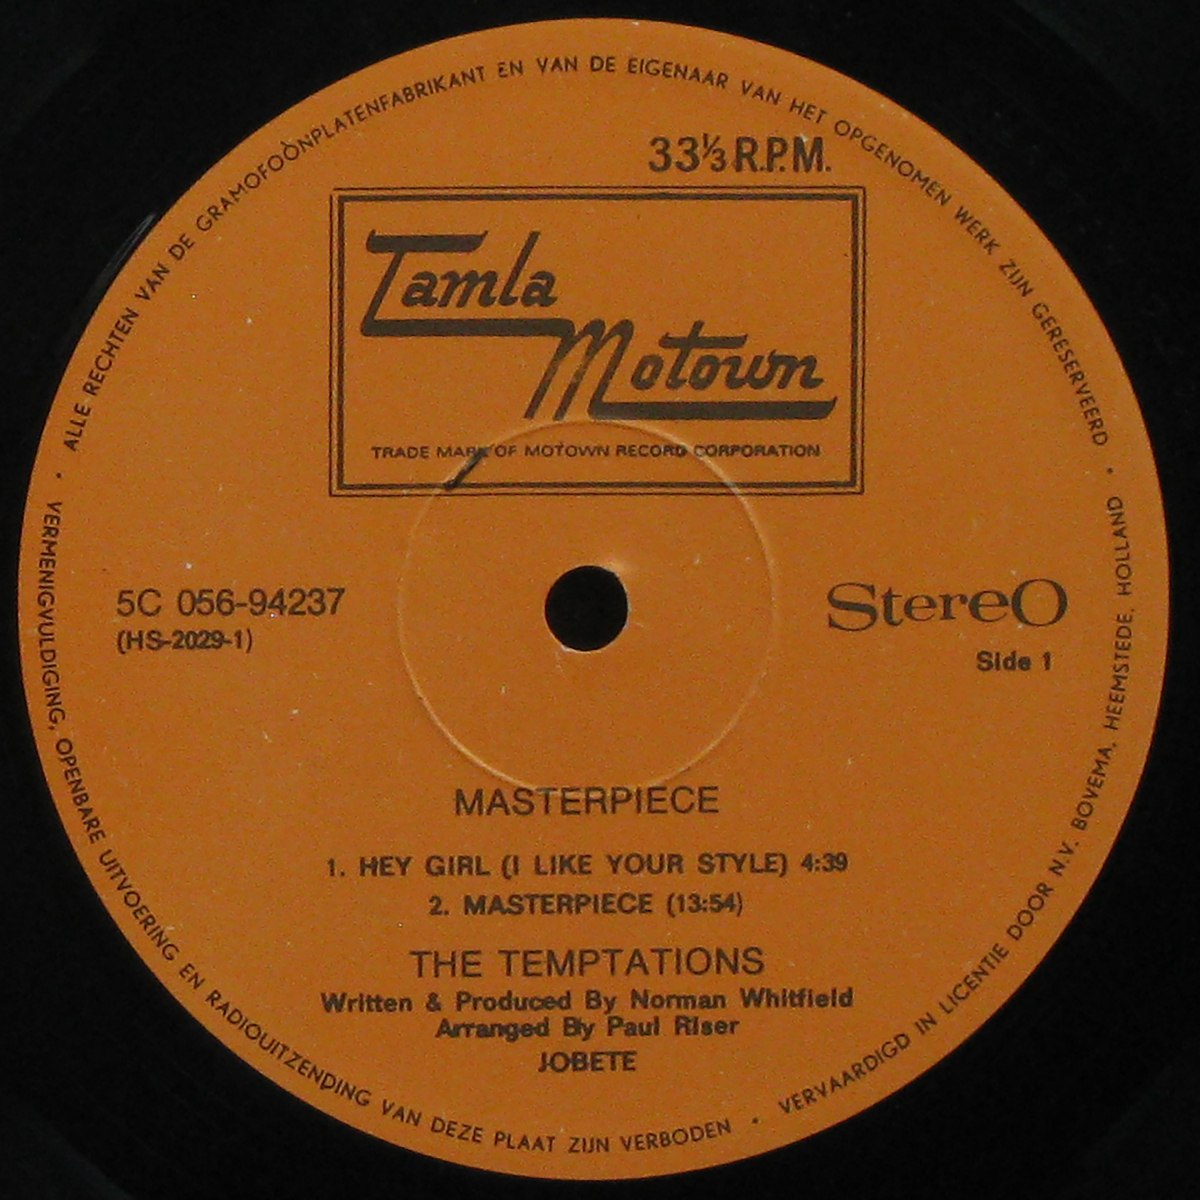 ALLE RECHTEN VAN DE GRAMOFOONPLATENFABRIKANT EN VAN DE EIGENAAR VAN HET OPGENOMEN WERK ZIJN GERESERVEERD ·
33⅓ R.P.M.
Tamla
Motown
TRADE MARK OF MOTOWN RECORD CORPORATION
5C 056-94237
(HS-2029-1)
Stereo
Side 1
MASTERPIECE
1. HEY GIRL (I LIKE YOUR STYLE) 4:39
2. MASTERPIECE (13:54)
THE TEMPTATIONS
Written & Produced By Norman Whitfield
Arranged By Paul Riser
JOBETE
· VERMENIGVULDIGING, OPENBARE UITVOERING EN RADIOUITZENDING VAN DEZE PLAAT ZIJN VERBODEN ·
VERVAARDIGD IN LICENTIE DOOR N.V. BOVEMA, HEEMSTEDE, HOLLAND